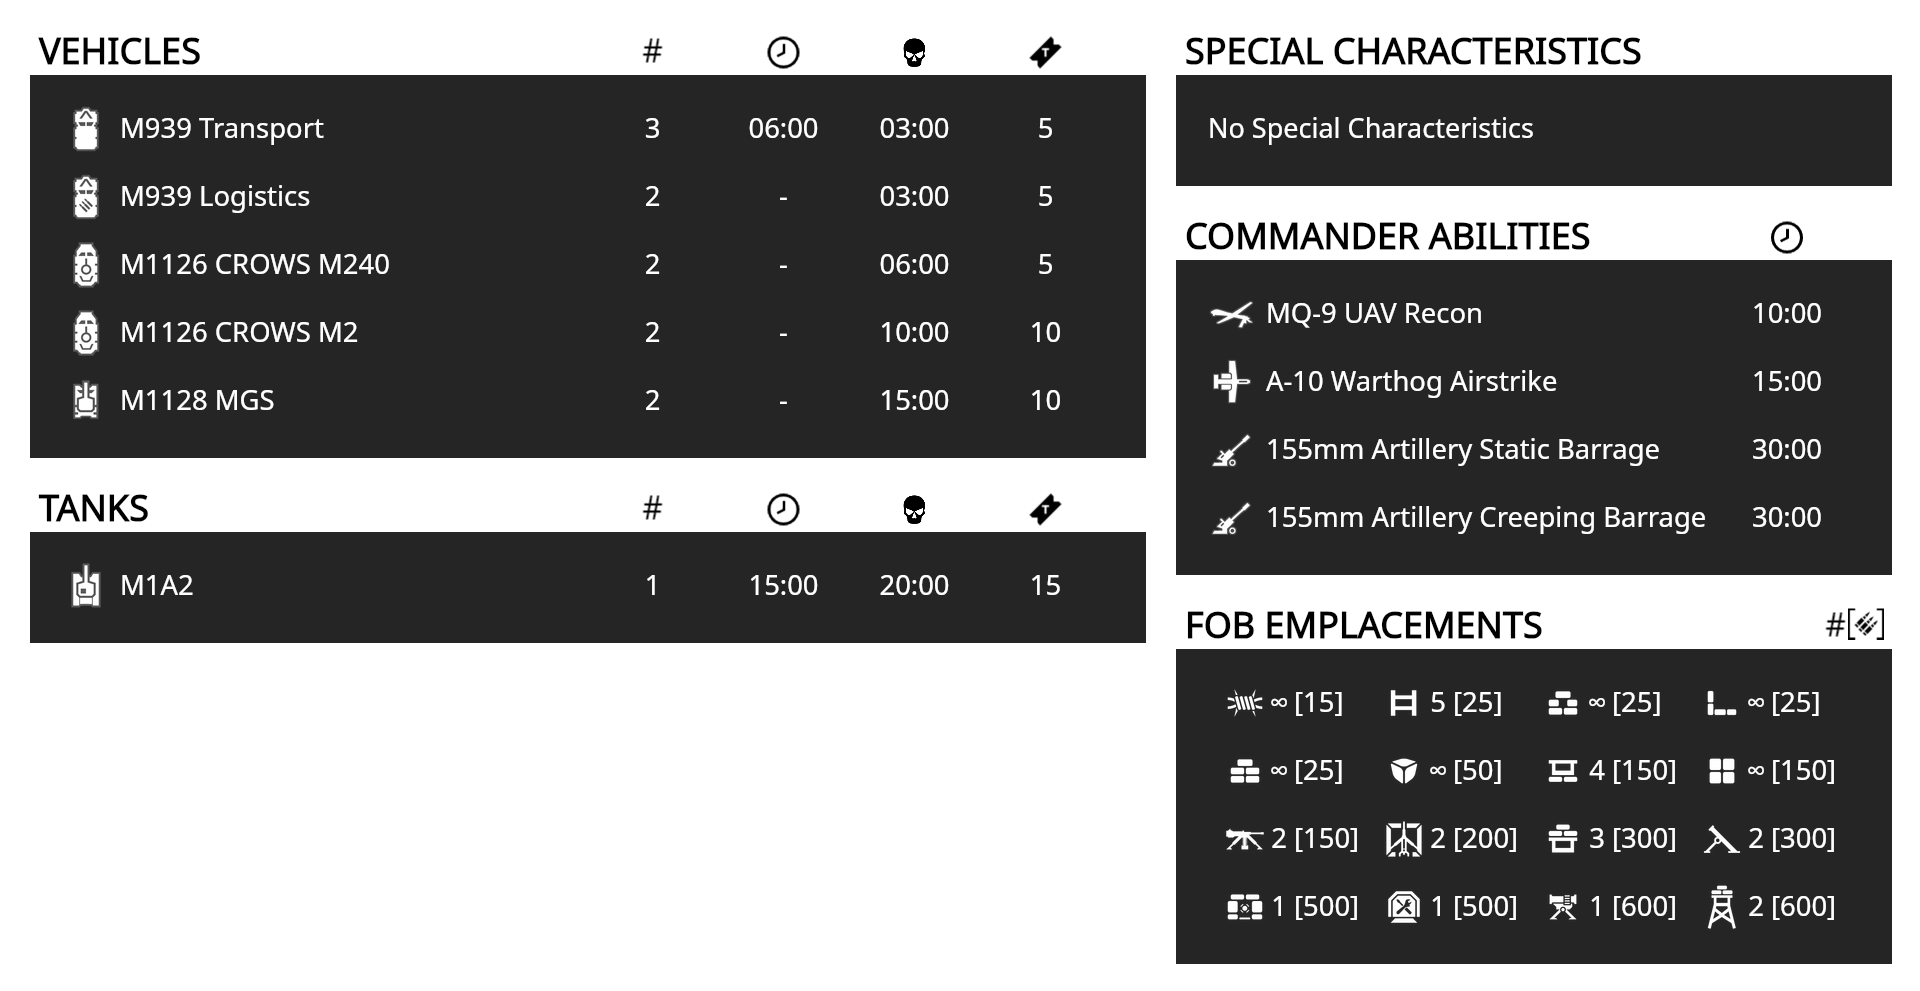 VEHICLES #
M939 Transport 3 06:00 03:00 5
M939 Logistics 2 - 03:00 5
M1126 CROWS M240 2 - 06:00 5
M1126 CROWS M2 2 - 10:00 10
M1128 MGS 2 - 15:00 10
TANKS #
M1A2 1 15:00 20:00 15
SPECIAL CHARACTERISTICS
No Special Characteristics
COMMANDER ABILITIES
MQ-9 UAV Recon 10:00
A-10 Warthog Airstrike 15:00
155mm Artillery Static Barrage 30:00
155mm Artillery Creeping Barrage 30:00
FOB EMPLACEMENTS #[]
∞ [15] 5 [25] ∞ [25] ∞ [25]
∞ [25] ∞ [50] 4 [150] ∞ [150]
2 [150] 2 [200] 3 [300] 2 [300]
1 [500] 1 [500] 1 [600] 2 [600]